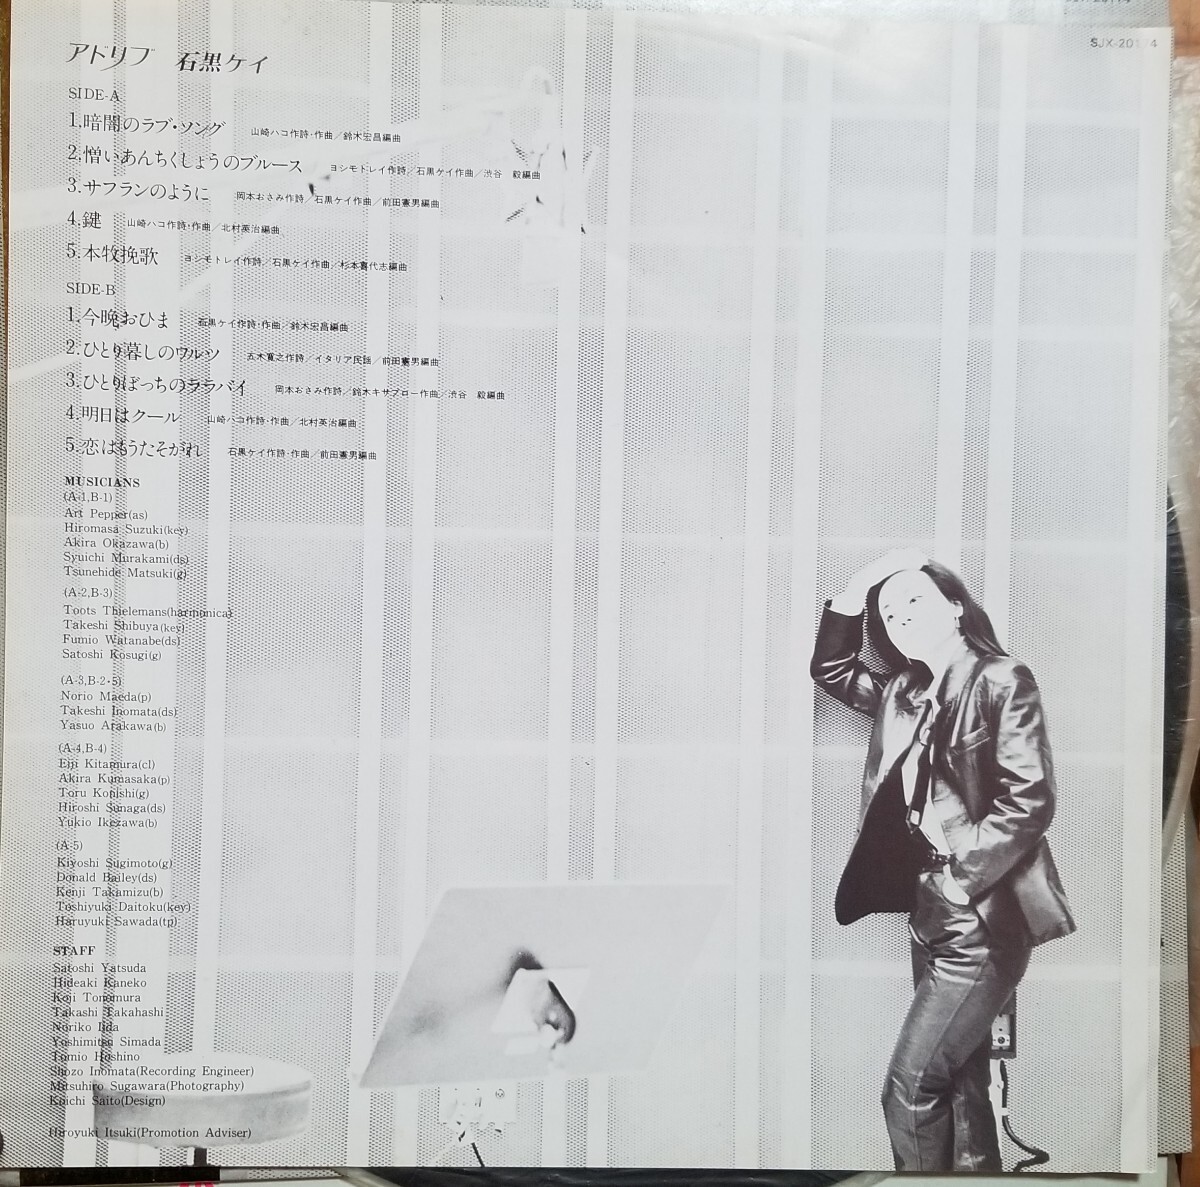 SJX-20174
アドリブ 石黒ケイ
SIDE-A
1.暗闇のラブ・ソング 山崎ハコ作詩・作曲/鈴木宏昌編曲
2.憎いあんちくしょうのブルース ヨシモトレイ作詩/石黒ケイ作曲/渋谷 毅編曲
3.サフランのように 岡本おさみ作詩/石黒ケイ作曲/前田憲男編曲
4.鍵 山崎ハコ作詩・作曲/北村英治編曲
5.本牧挽歌 ヨシモトレイ作詩/石黒ケイ作曲/杉本喜代志編曲
SIDE-B
1.今晩おひま 石黒ケイ作詩・作曲/鈴木宏昌編曲
2.ひとり暮しのワルツ 五木寛之作詩/イタリア民謡/前田憲男編曲
3.ひとりぼっちのララバイ 岡本おさみ作詩/鈴木キサブロー作曲/渋谷 毅編曲
4.明日はクール 山崎ハコ作詩・作曲/北村英治編曲
5.恋はもうたそがれ 石黒ケイ作詩・作曲/前田憲男編曲
MUSICIANS
(A-1,B-1)
Art Pepper(as)
Hiromasa Suzuki(key)
Akira Okazawa(b)
Syuichi Murakami(ds)
Tsunehide Matsuki(g)
(A-2,B-3)
Toots Thielemans(harmonica)
Takeshi Shibuya(key)
Fumio Watanabe(ds)
Satoshi Kosugi(g)
(A-3,B-2・5)
Norio Maeda(p)
Takeshi Inomata(ds)
Yasuo Arakawa(b)
(A-4,B-4)
Eiji Kitamura(cl)
Akira Kumasaka(p)
Toru Konishi(g)
Hiroshi Sunaga(ds)
Yukio Ikezawa(b)
(A-5)
Kiyoshi Sugimoto(g)
Donald Bailey(ds)
Kenji Takamizu(b)
Toshiyuki Daitoku(key)
Haruyuki Sawada(tp)
STAFF
Satoshi Yatsuda
Hideaki Kaneko
Koji Tonomura
Takashi Takahashi
Noriko Iida
Yoshimitsu Simada
Tomio Hoshino
Shozo Inomata(Recording Engineer)
Mitsuhiro Sugawara(Photography)
Kaichi Saito(Design)
Hiroyuki Itsuki(Promotion Adviser)